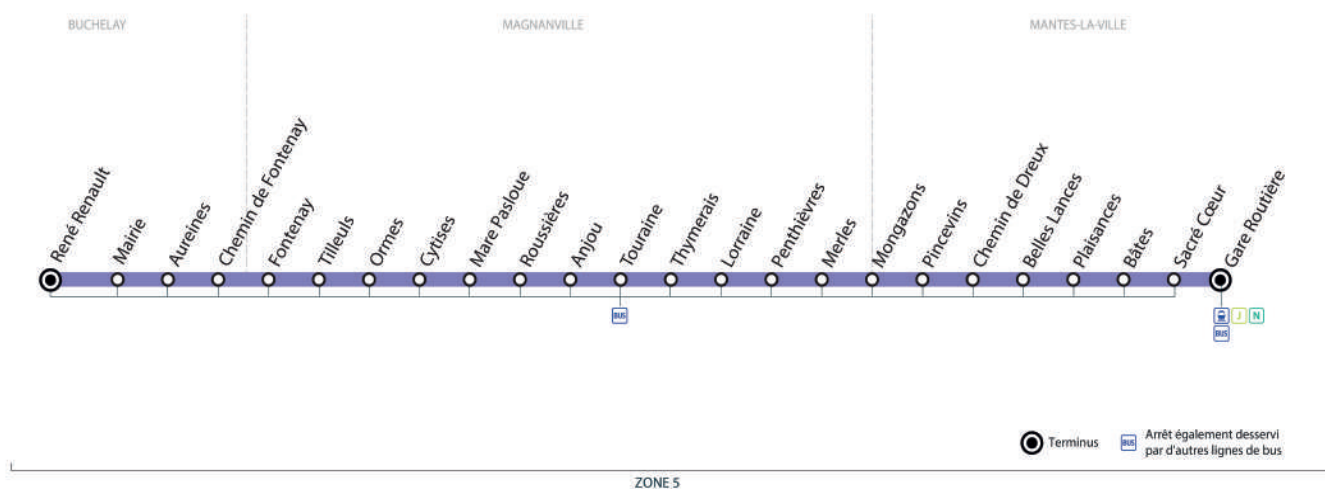 BUCHELAY
MAGNANVILLE
MANTES-LA-VILLE
René Renault
Mairie
Aureines
Chemin de Fontenay
Fontenay
Tilleuls
Ormes
Cytises
Mare Pasloue
Roussières
Anjou
Touraine
Thymerais
Lorraine
Penthièvres
Merles
Mongazons
Pincevins
Chemin de Dreux
Belles Lances
Plaisances
Bâtes
Sacré Cœur
Gare Routière
BUS
J N
BUS
Terminus
BUS
Arrêt également desservi
par d'autres lignes de bus
ZONE 5